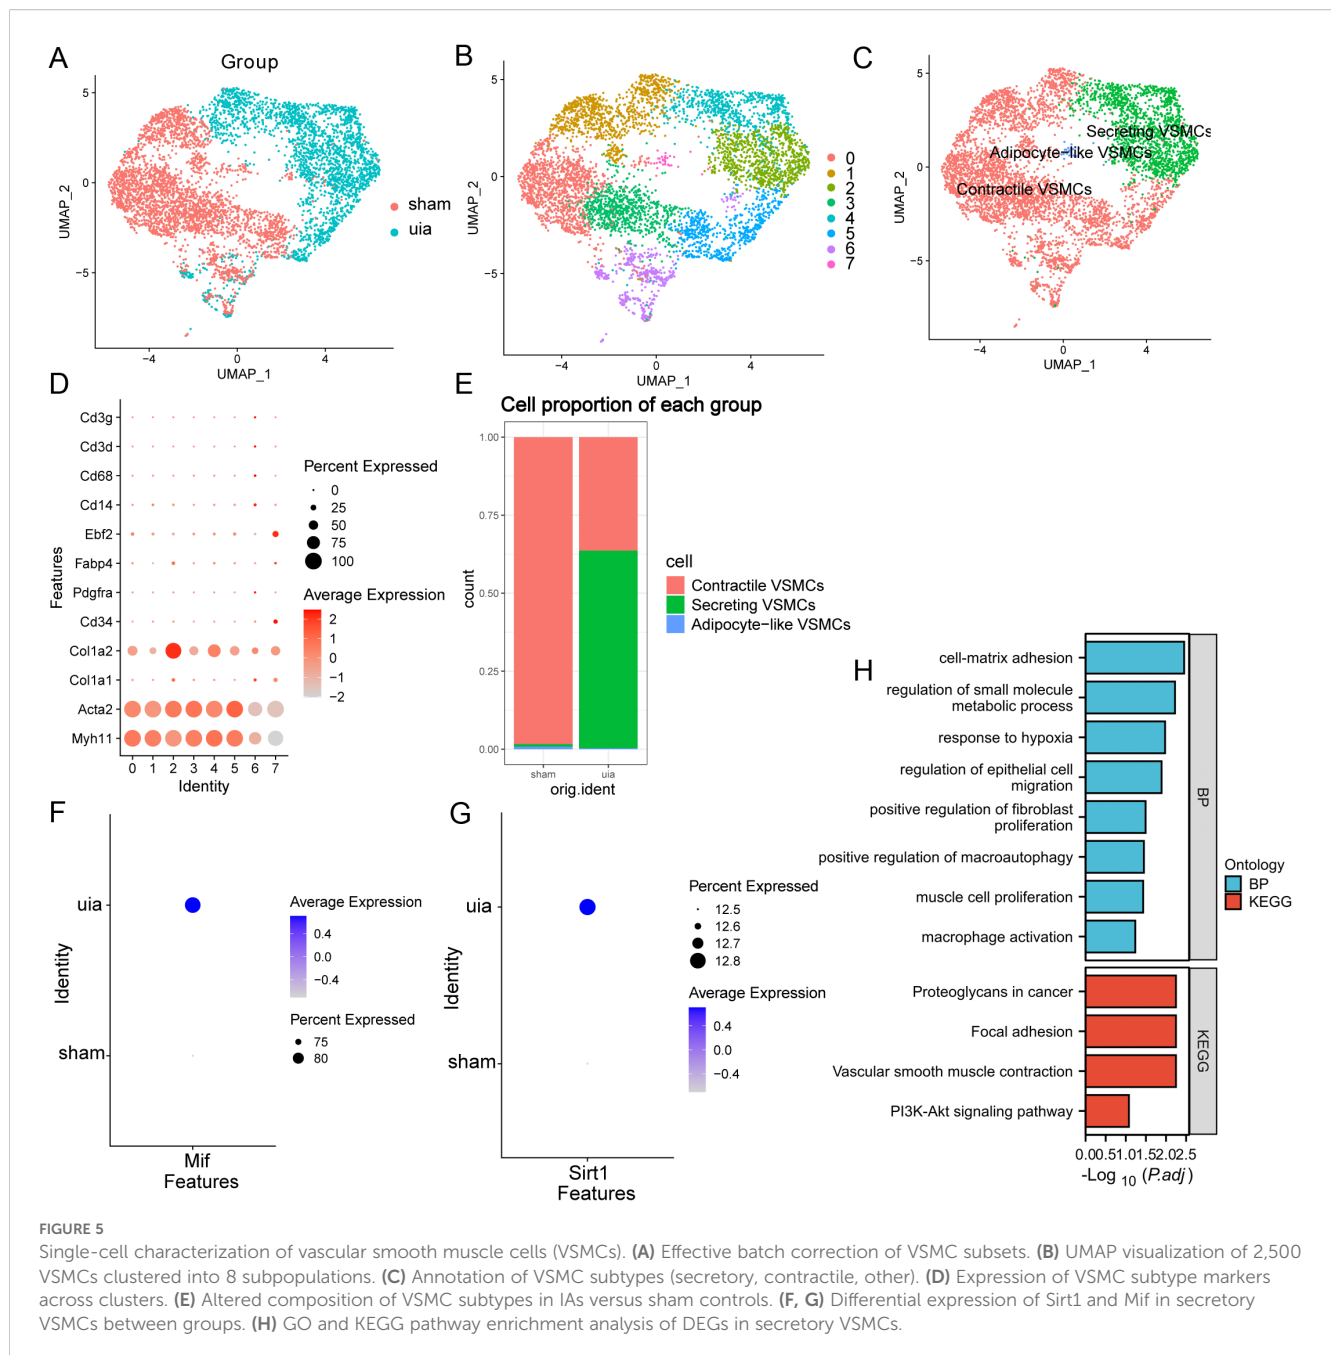 A
Group
5
0
−5
UMAP_2
−4
0
4
UMAP_1
sham
uia
B
5
0
−5
UMAP_2
−4
0
4
UMAP_1
0
1
2
3
4
5
6
7
C
5
0
−5
UMAP_2
−4
0
4
UMAP_1
Secreting VSMCs
Adipocyte−like VSMCs
Contractile VSMCs
D
Features
Cd3g
Cd3d
Cd68
Cd14
Ebf2
Fabp4
Pdgfra
Cd34
Col1a2
Col1a1
Acta2
Myh11
0 1 2 3 4 5 6 7
Identity
Percent Expressed
0
25
50
75
100
Average Expression
2
1
0
−1
−2
E
Cell proportion of each group
count
1.00
0.75
0.50
0.25
0.00
sham
uia
orig.ident
cell
Contractile VSMCs
Secreting VSMCs
Adipocyte−like VSMCs
F
Identity
uia
sham
Mif
Features
Average Expression
0.4
0.0
−0.4
Percent Expressed
75
80
G
Identity
uia
sham
Sirt1
Features
Percent Expressed
12.5
12.6
12.7
12.8
Average Expression
0.4
0.0
−0.4
H
cell-matrix adhesion
regulation of small molecule
metabolic process
response to hypoxia
regulation of epithelial cell
migration
positive regulation of fibroblast
proliferation
positive regulation of macroautophagy
muscle cell proliferation
macrophage activation
BP
Proteoglycans in cancer
Focal adhesion
Vascular smooth muscle contraction
PI3K-Akt signaling pathway
KEGG
0.00.51.01.52.02.5
-Log 10 (P.adj)
Ontology
BP
KEGG
FIGURE 5
Single-cell characterization of vascular smooth muscle cells (VSMCs). (A) Effective batch correction of VSMC subsets. (B) UMAP visualization of 2,500
VSMCs clustered into 8 subpopulations. (C) Annotation of VSMC subtypes (secretory, contractile, other). (D) Expression of VSMC subtype markers
across clusters. (E) Altered composition of VSMC subtypes in IAs versus sham controls. (F, G) Differential expression of Sirt1 and Mif in secretory
VSMCs between groups. (H) GO and KEGG pathway enrichment analysis of DEGs in secretory VSMCs.